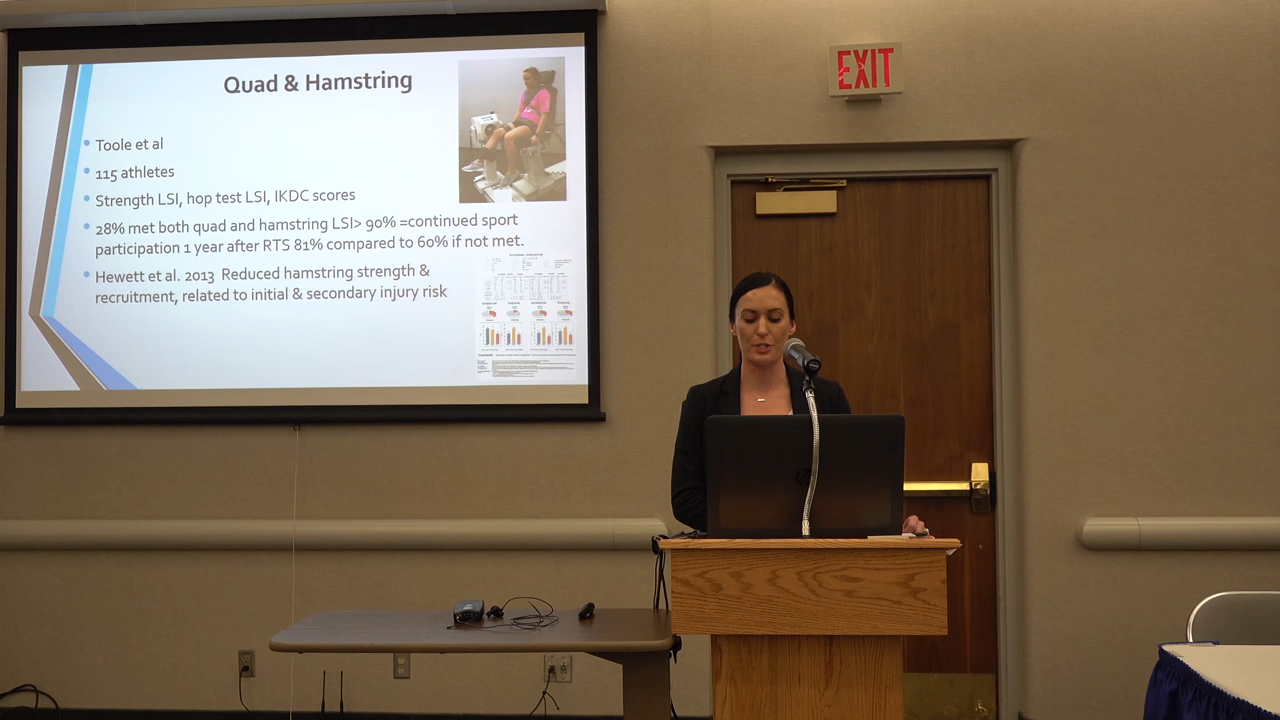 Quad & Hamstring
Toole et al
115 athletes
Strength LSI, hop test LSI, IKDC scores
28% met both quad and hamstring LSI> 90% =continued sport
participation 1 year after RTS 81% compared to 60% if not met.
Hewett et al. 2013 Reduced hamstring strength &
recruitment, related to initial & secondary injury risk
EXIT